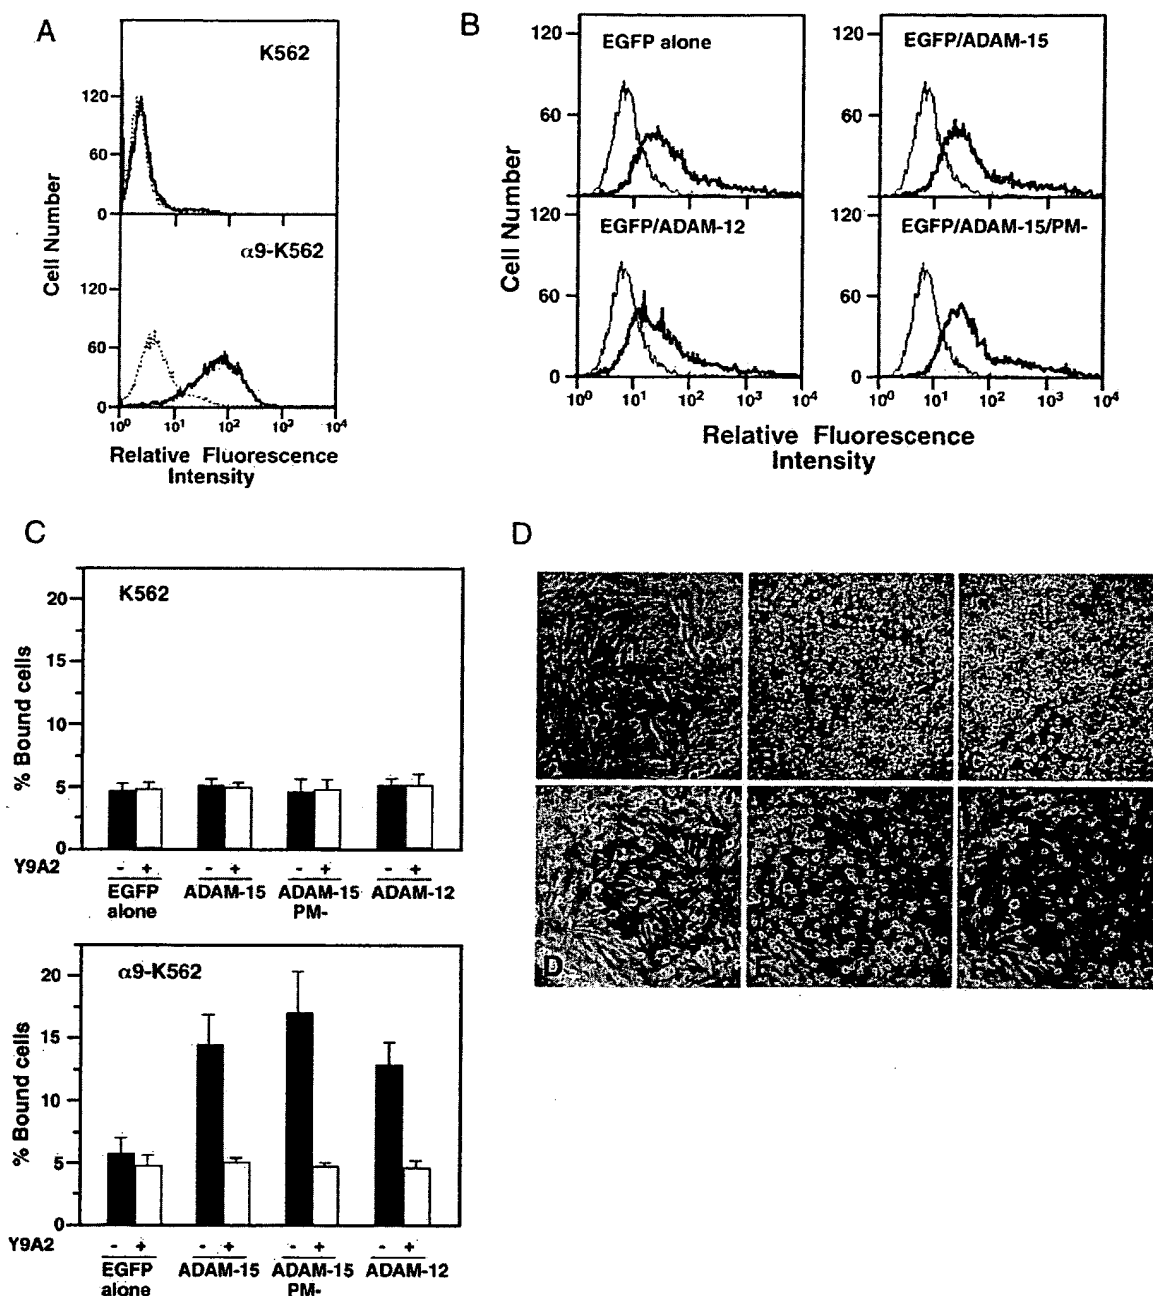 A
K562
120
60
0
α9-K562
120
60
0
10⁰ 10¹ 10² 10³ 10⁴
Cell Number
Relative Fluorescence
Intensity
B
EGFP alone
EGFP/ADAM-15
120
60
120
60
EGFP/ADAM-12
EGFP/ADAM-15/PM-
120
60
0
120
60
0
10⁰ 10¹ 10² 10³ 10⁴
10⁰ 10¹ 10² 10³ 10⁴
Cell Number
Relative Fluorescence
Intensity
C
K562
20
15
10
5
0
% Bound cells
Y9A2 - + - + - + - +
EGFP alone
ADAM-15
ADAM-15 PM-
ADAM-12
α9-K562
20
15
10
5
0
% Bound cells
Y9A2 - + - + - + - +
EGFP alone
ADAM-15
ADAM-15 PM-
ADAM-12
D
D